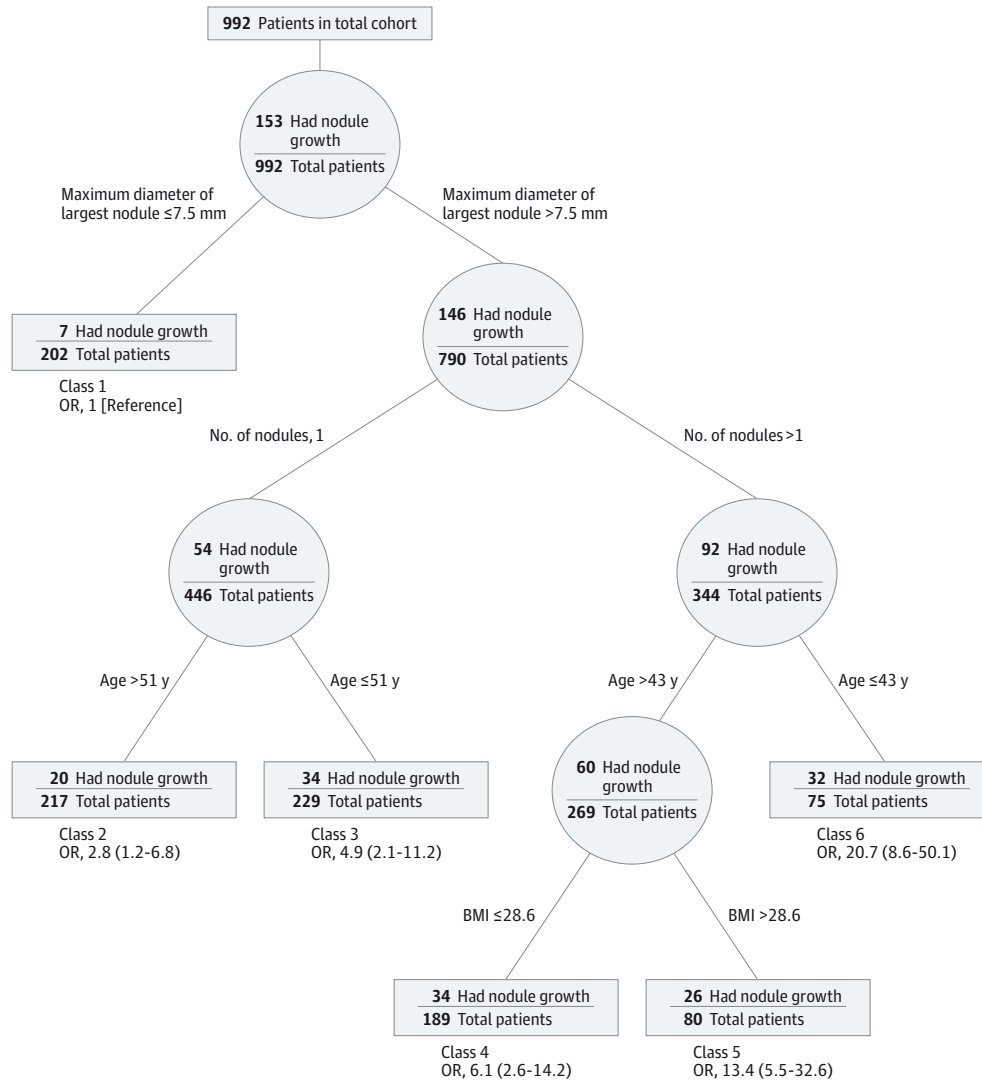 992 Patients in total cohort
153 Had nodule
growth
992 Total patients
Maximum diameter of
largest nodule ≤7.5 mm
Maximum diameter of
largest nodule >7.5 mm
7 Had nodule growth
202 Total patients
Class 1
OR, 1 [Reference]
146 Had nodule
growth
790 Total patients
No. of nodules, 1
No. of nodules >1
54 Had nodule
growth
446 Total patients
92 Had nodule
growth
344 Total patients
Age >51 y
Age ≤51 y
Age >43 y
Age ≤43 y
20 Had nodule growth
217 Total patients
Class 2
OR, 2.8 (1.2-6.8)
34 Had nodule growth
229 Total patients
Class 3
OR, 4.9 (2.1-11.2)
60 Had nodule
growth
269 Total patients
32 Had nodule growth
75 Total patients
Class 6
OR, 20.7 (8.6-50.1)
BMI ≤28.6
BMI >28.6
34 Had nodule growth
189 Total patients
Class 4
OR, 6.1 (2.6-14.2)
26 Had nodule growth
80 Total patients
Class 5
OR, 13.4 (5.5-32.6)